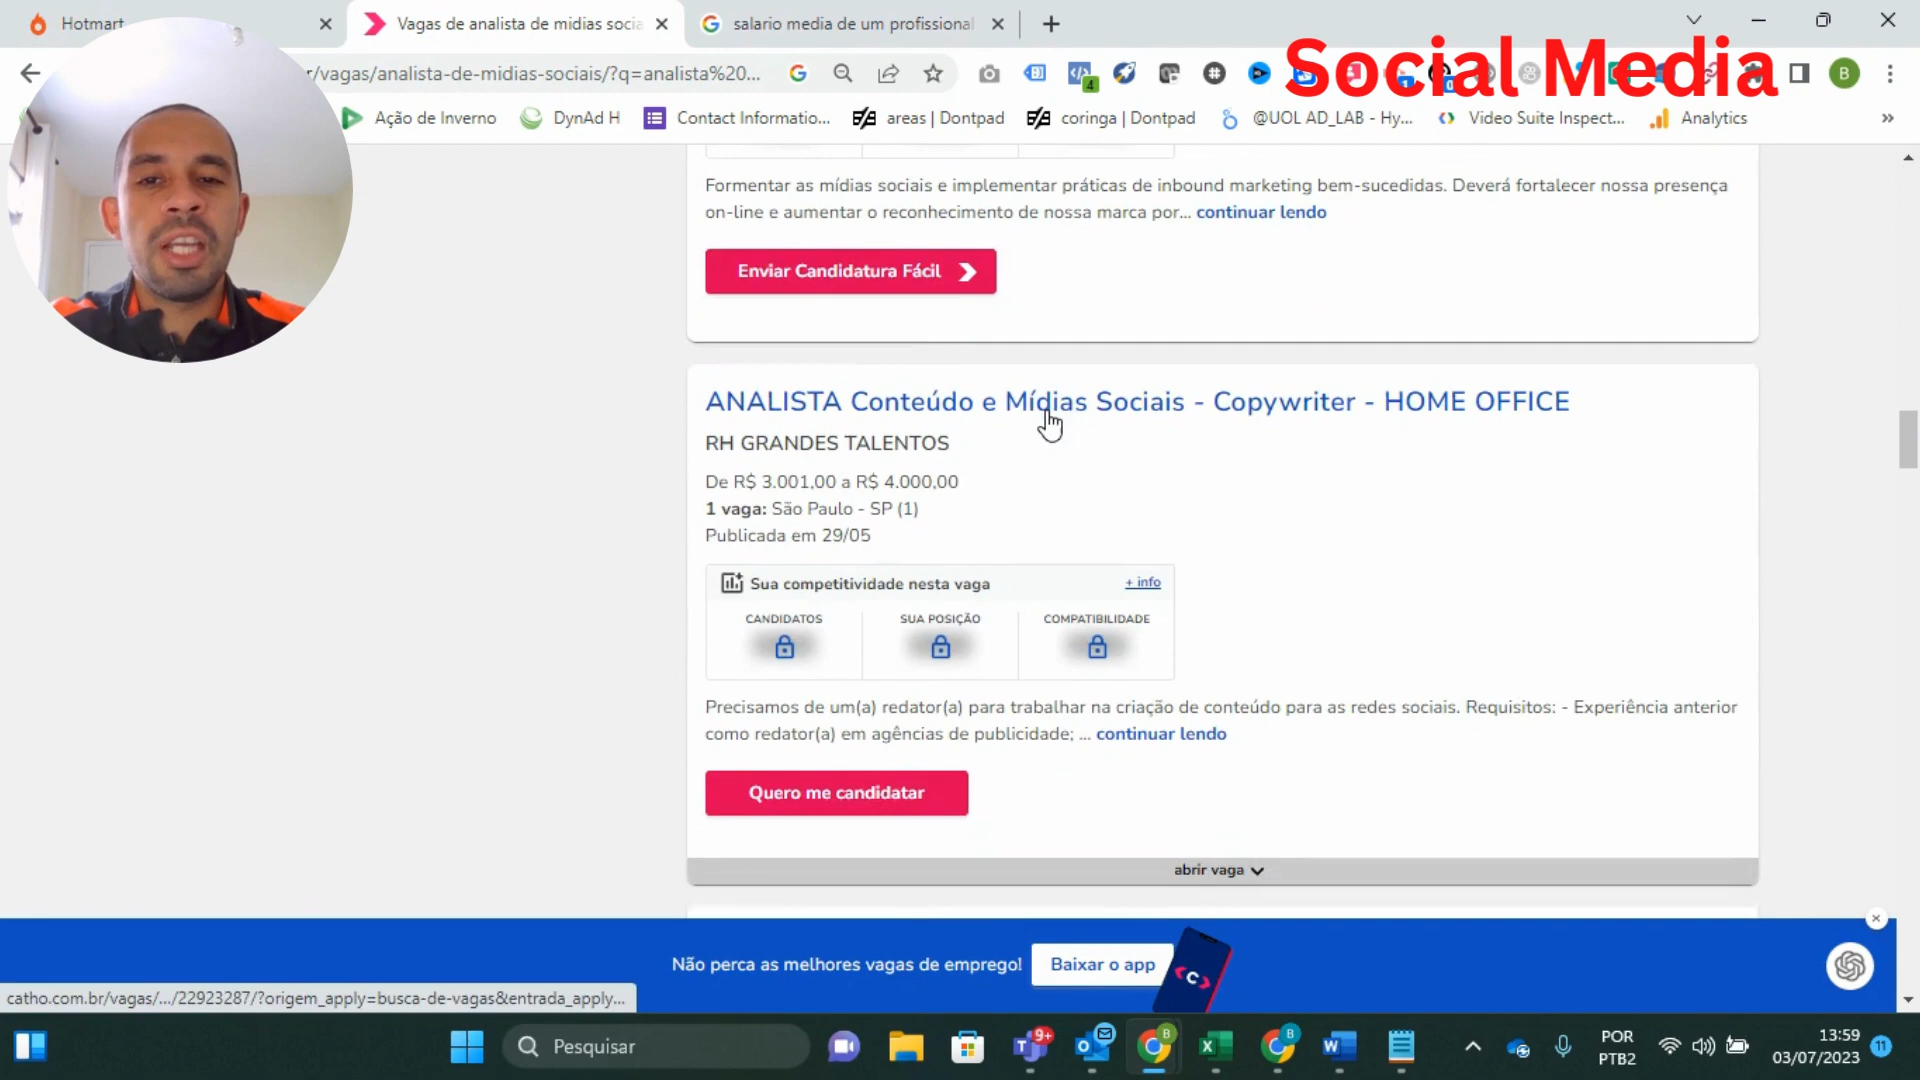 Hotmart
Vagas de analista de midias socia
salario media de um profissional
r/vagas/analista-de-midias-sociais/?q=analista%20...
Social Media
B
4
Ação de Inverno
DynAd H
Contact Informatio...
areas | Dontpad
coringa | Dontpad
@UOL AD_LAB - Hy...
Video Suite Inspect...
Analytics
»
Formentar as mídias sociais e implementar práticas de inbound marketing bem-sucedidas. Deverá fortalecer nossa presença
on-line e aumentar o reconhecimento de nossa marca por... continuar lendo
Enviar Candidatura Fácil
ANALISTA Conteúdo e Mídias Sociais - Copywriter - HOME OFFICE
RH GRANDES TALENTOS
De R$ 3.001,00 a R$ 4.000,00
1 vaga: São Paulo - SP (1)
Publicada em 29/05
Sua competitividade nesta vaga
+ info
CANDIDATOS
SUA POSIÇÃO
COMPATIBILIDADE
Precisamos de um(a) redator(a) para trabalhar na criação de conteúdo para as redes sociais. Requisitos: - Experiência anterior
como redator(a) em agências de publicidade; ... continuar lendo
Quero me candidatar
abrir vaga
Não perca as melhores vagas de emprego!
Baixar o app
catho.com.br/vagas/.../22923287/?origem_apply=busca-de-vagas&entrada_apply...
Pesquisar
9+
POR
PTB2
13:59
03/07/2023
11